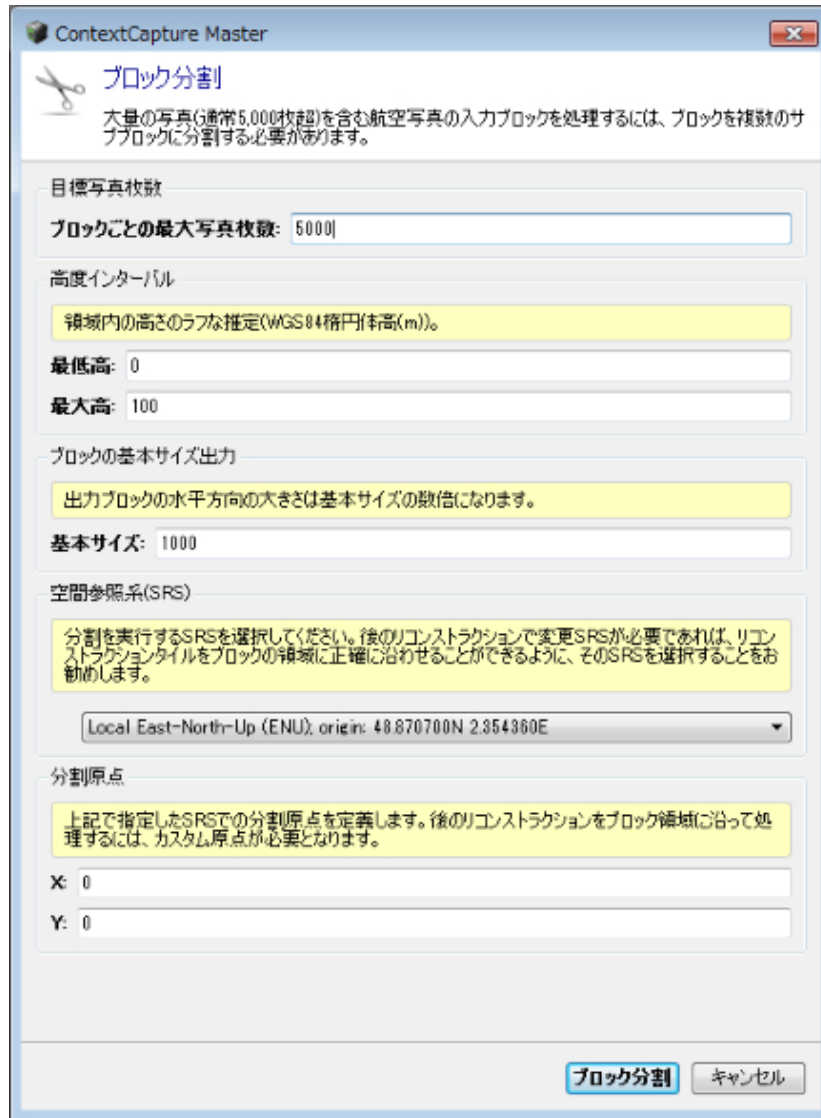 ContextCapture Master
ブロック分割
大量の写真(通常5,000枚超)を含む航空写真の入力ブロックを処理するには、ブロックを複数のサ
ブブロックに分割する必要があります。
目標写真枚数
ブロックごとの最大写真枚数: 5000
高度インターバル
領域内の高さのラフな推定(WGS84楕円体高(m))。
最低高: 0
最大高: 100
ブロックの基本サイズ出力
出力ブロックの水平方向の大きさは基本サイズの数倍になります。
基本サイズ: 1000
空間参照系(SRS)
分割を実行するSRSを選択してください。後のリコンストラクションで変更SRSが必要であれば、リコン
ストラクションタイルをブロックの領域に正確に沿わせることができるように、そのSRSを選択することをお
勧めします。
Local East-North-Up (ENU); origin: 48.870700N 2.354360E
分割原点
上記で指定したSRSでの分割原点を定義します。後のリコンストラクションをブロック領域に沿って処
理するには、カスタム原点が必要となります。
X: 0
Y: 0
ブロック分割 キャンセル